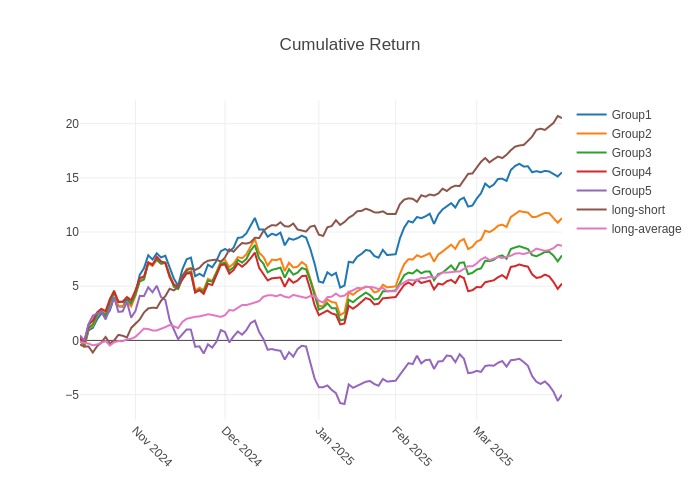 Cumulative Return
20
15
10
5
0
−5
Nov 2024
Dec 2024
Jan 2025
Feb 2025
Mar 2025
Group1
Group2
Group3
Group4
Group5
long-short
long-average